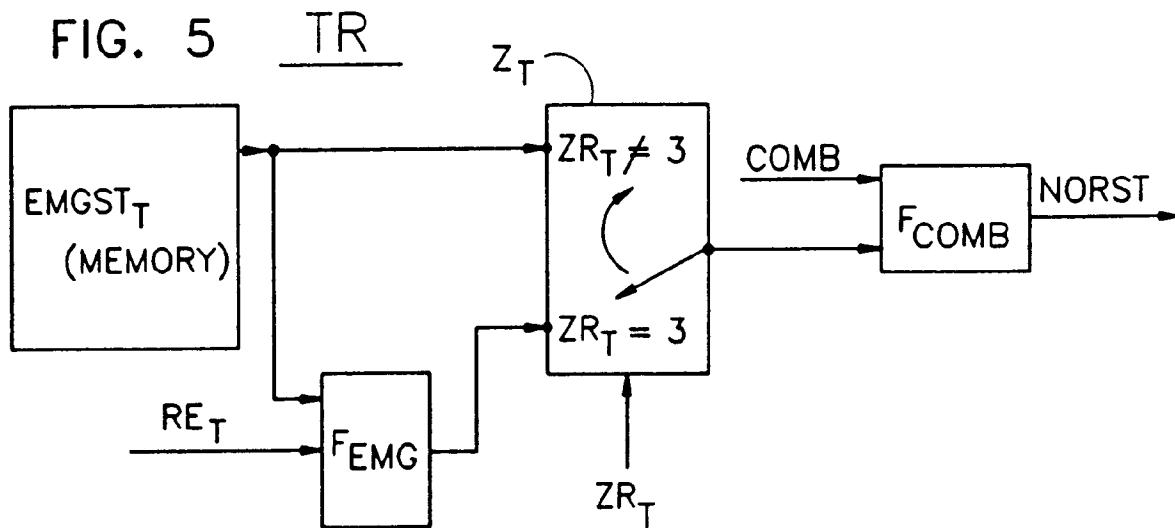 FIG. 5 TR
Z_T
ZR_T ≠ 3
COMB
NORST
EMGST_T
(MEMORY)
F_COMB
ZR_T = 3
RE_T
F_EMG
ZR_T